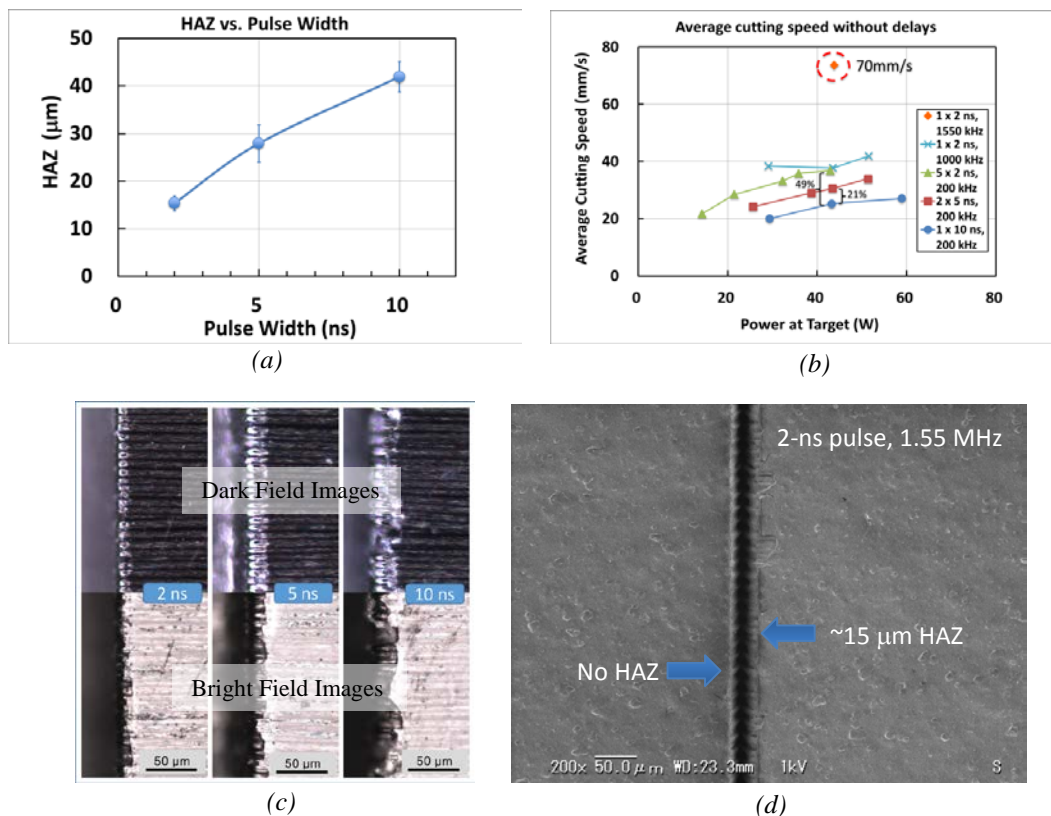 HAZ vs. Pulse Width
50
40
30
20
10
0
HAZ (μm)
0 5 10
Pulse Width (ns)
(a)
Average cutting speed without delays
80
60
40
20
0
Average Cutting Speed (mm/s)
70mm/s
49%
21%
1 x 2 ns,
1550 kHz
1 x 2 ns,
1000 kHz
5 x 2 ns,
200 kHz
2 x 5 ns,
200 kHz
1 x 10 ns,
200 kHz
0 20 40 60 80
Power at Target (W)
(b)
Dark Field Images
2 ns 5 ns 10 ns
Bright Field Images
50 μm 50 μm 50 μm
(c)
2-ns pulse, 1.55 MHz
~15 μm HAZ
No HAZ
200x 50.0μm WD:23.3mm 1kV S
(d)